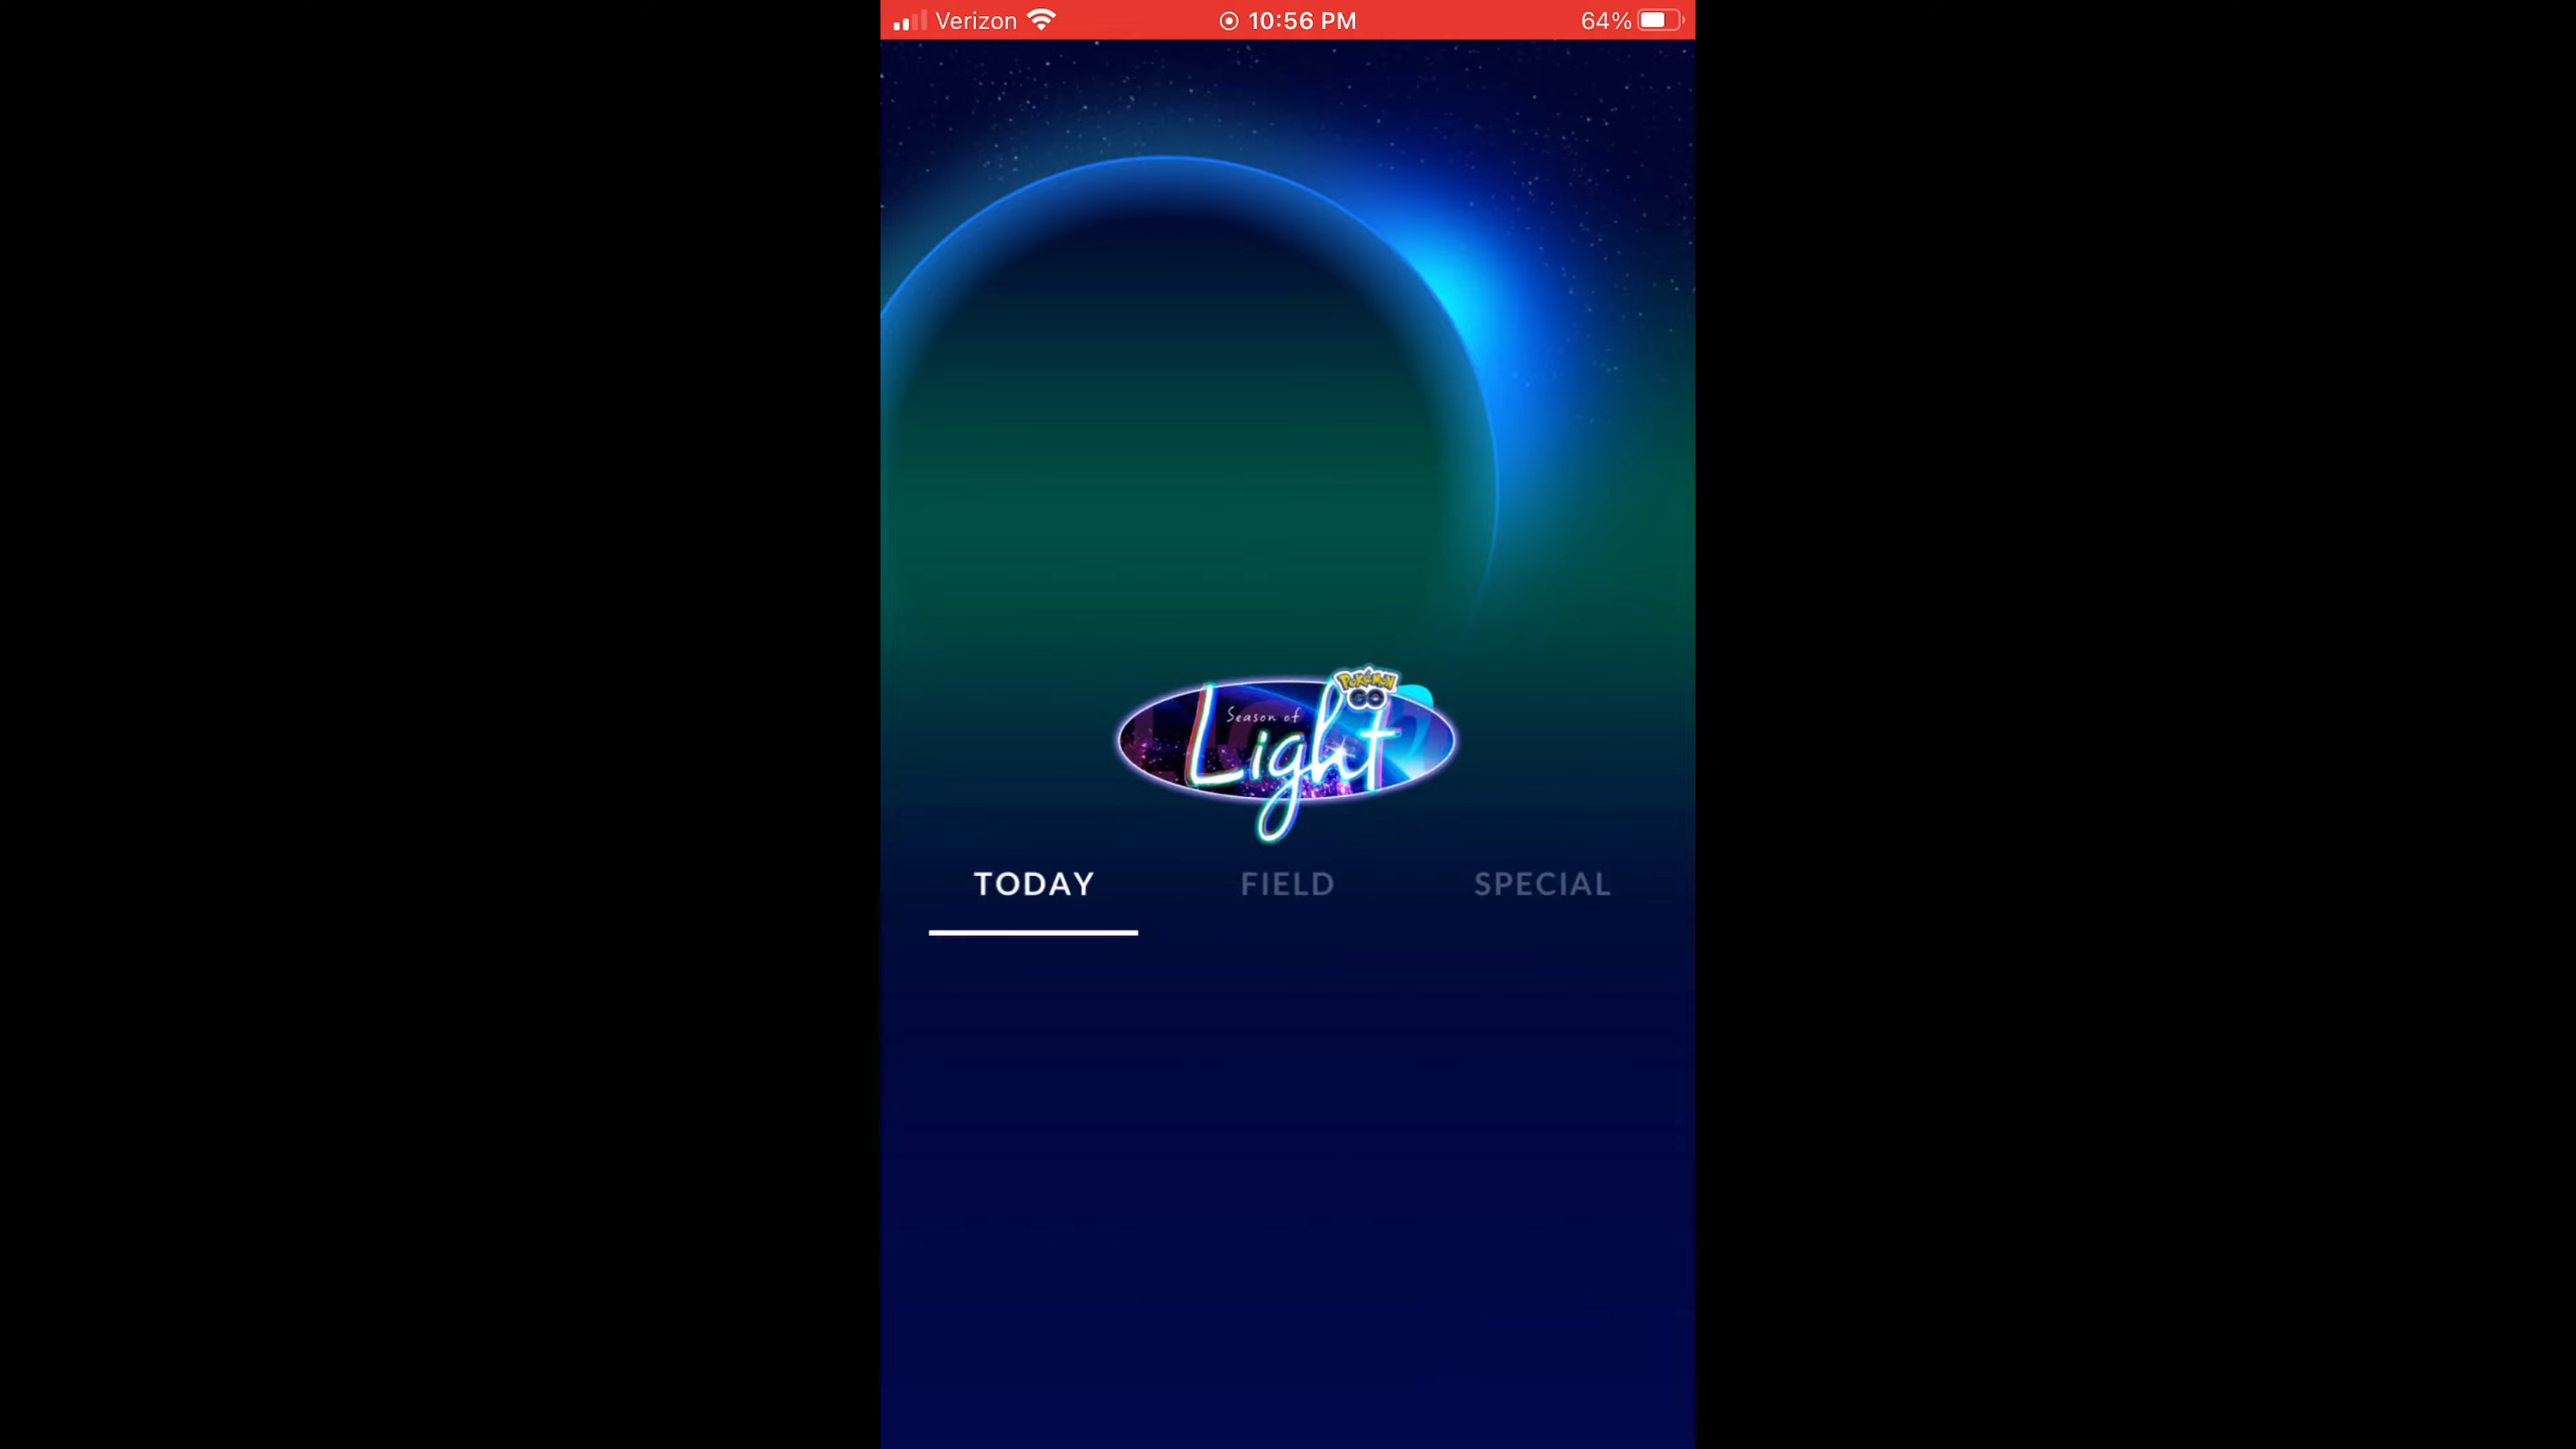 Verizon 10:56 PM 64%
POKéMON
GO
Season of
Light
TODAY FIELD SPECIAL